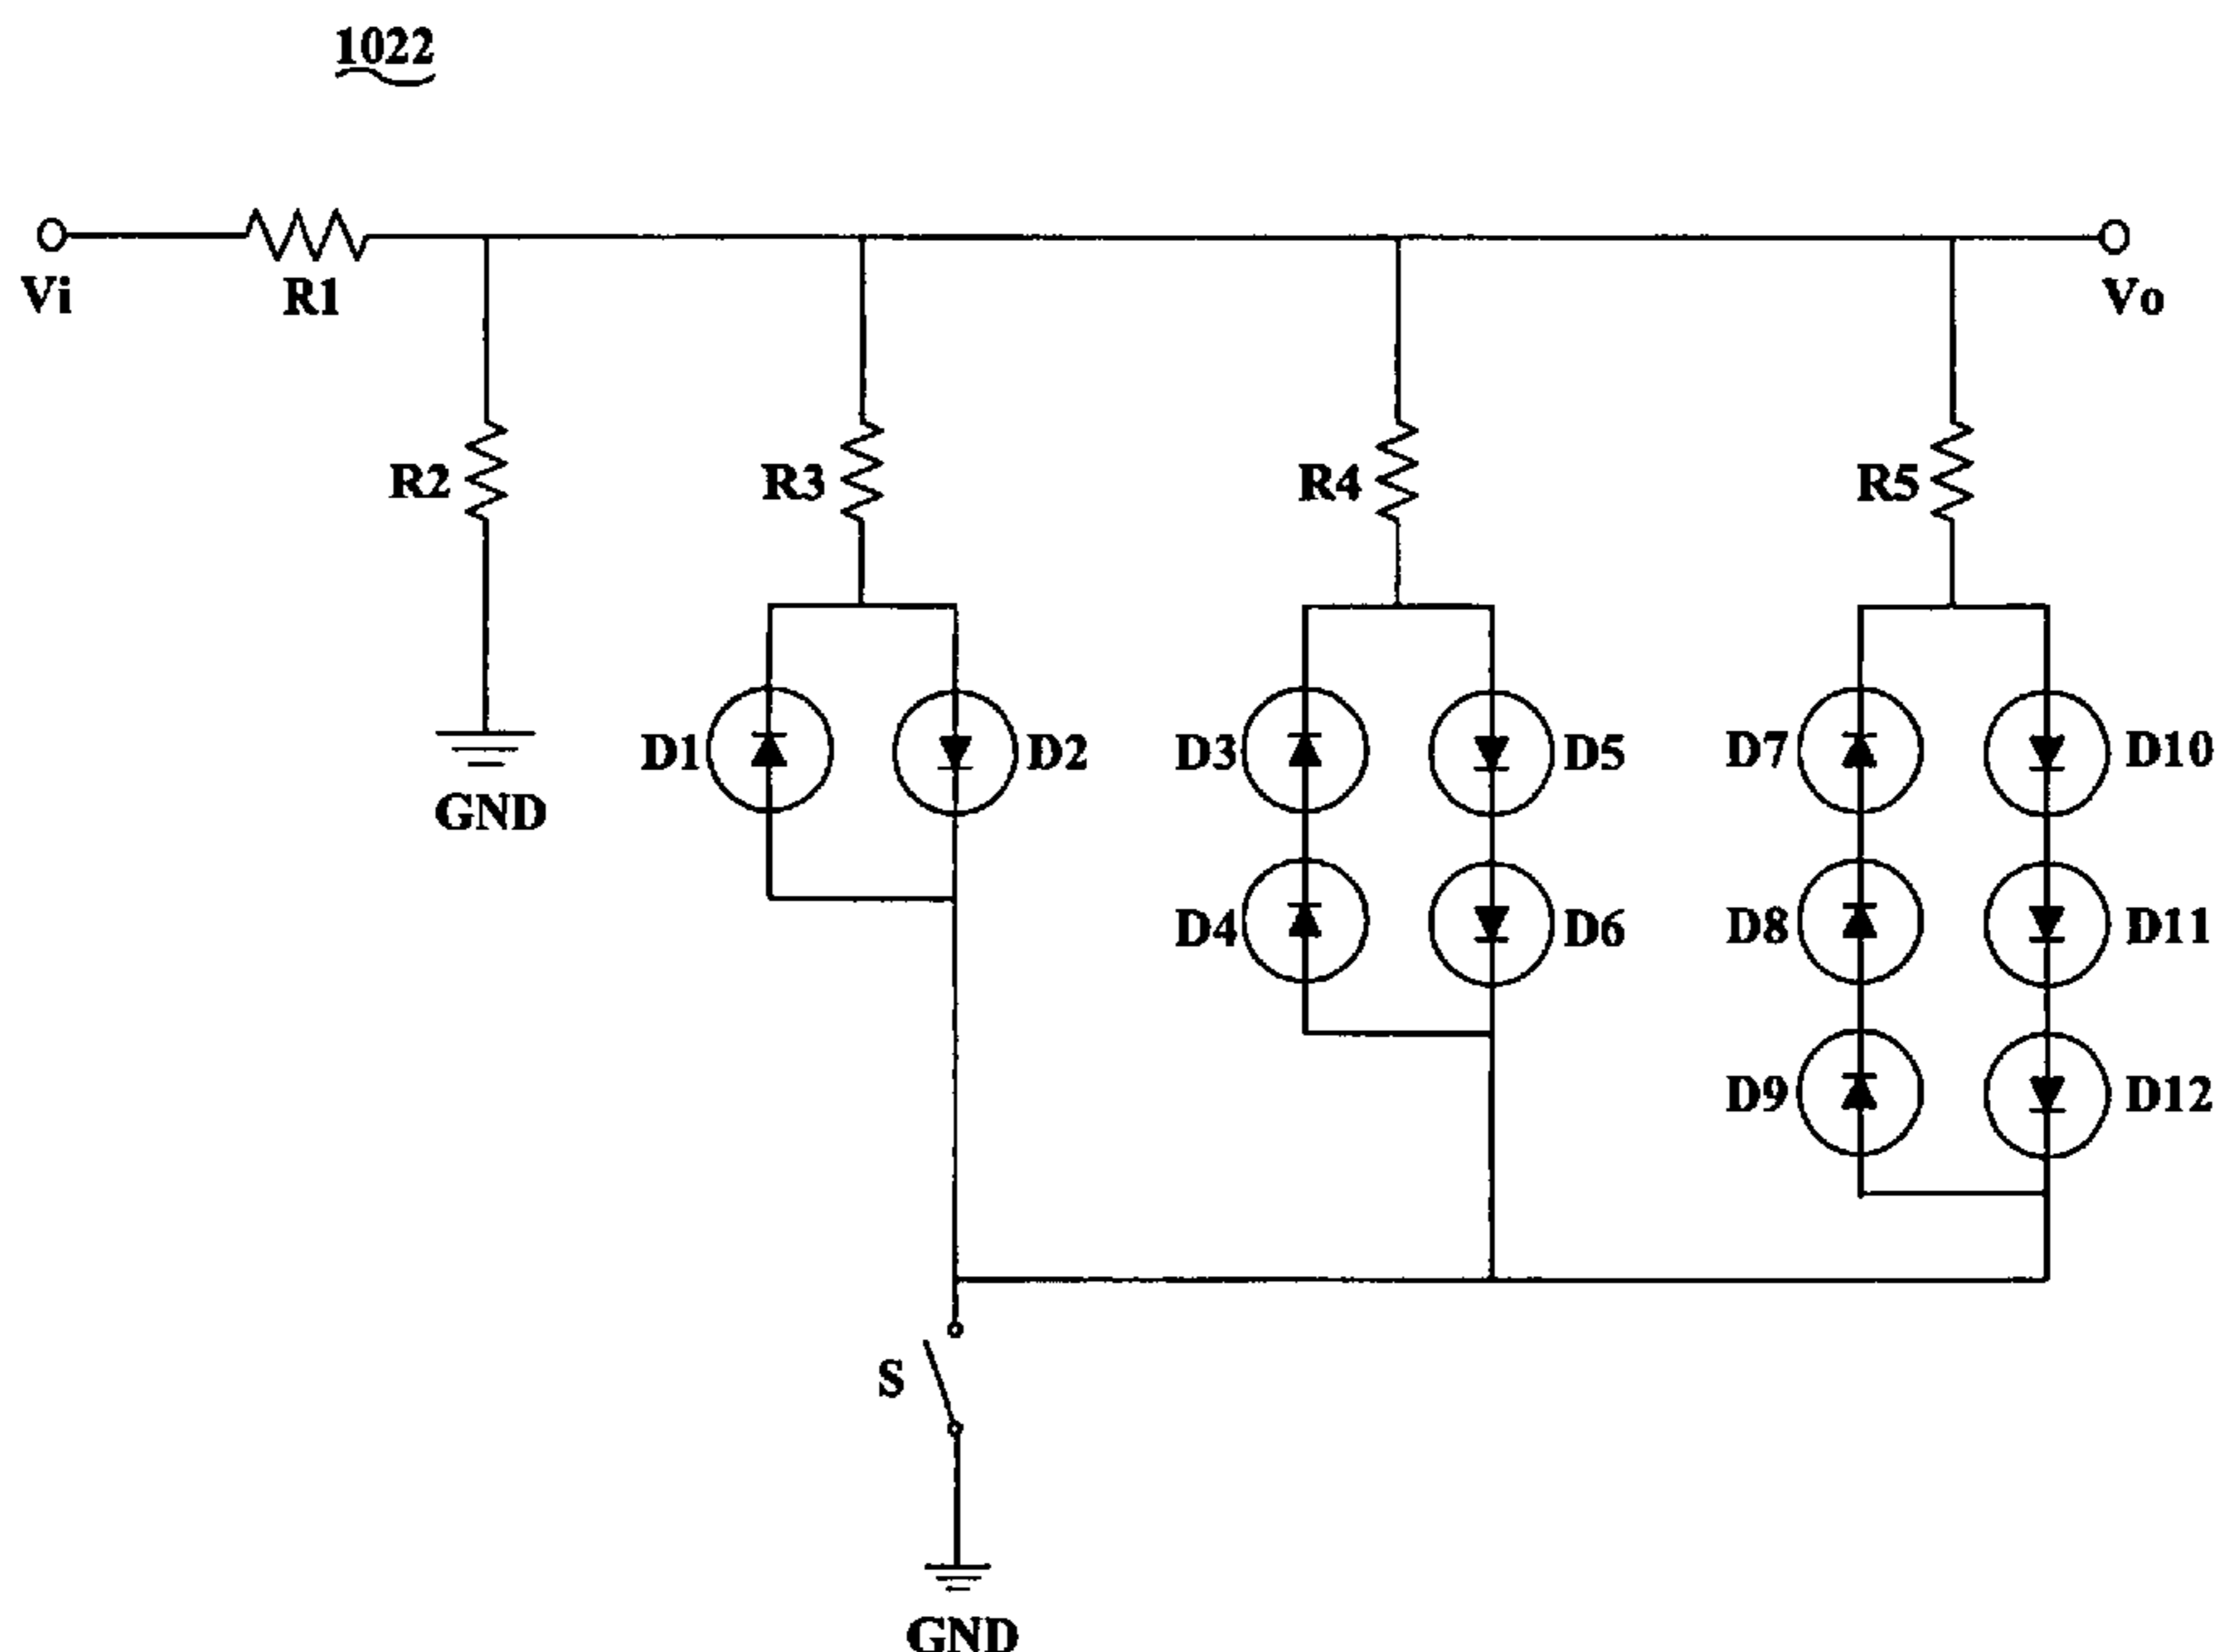 1022
Vi
R1
Vo
R2
R3
R4
R5
D1
D2
D3
D5
D7
D10
GND
D4
D6
D8
D11
D9
D12
S
GND